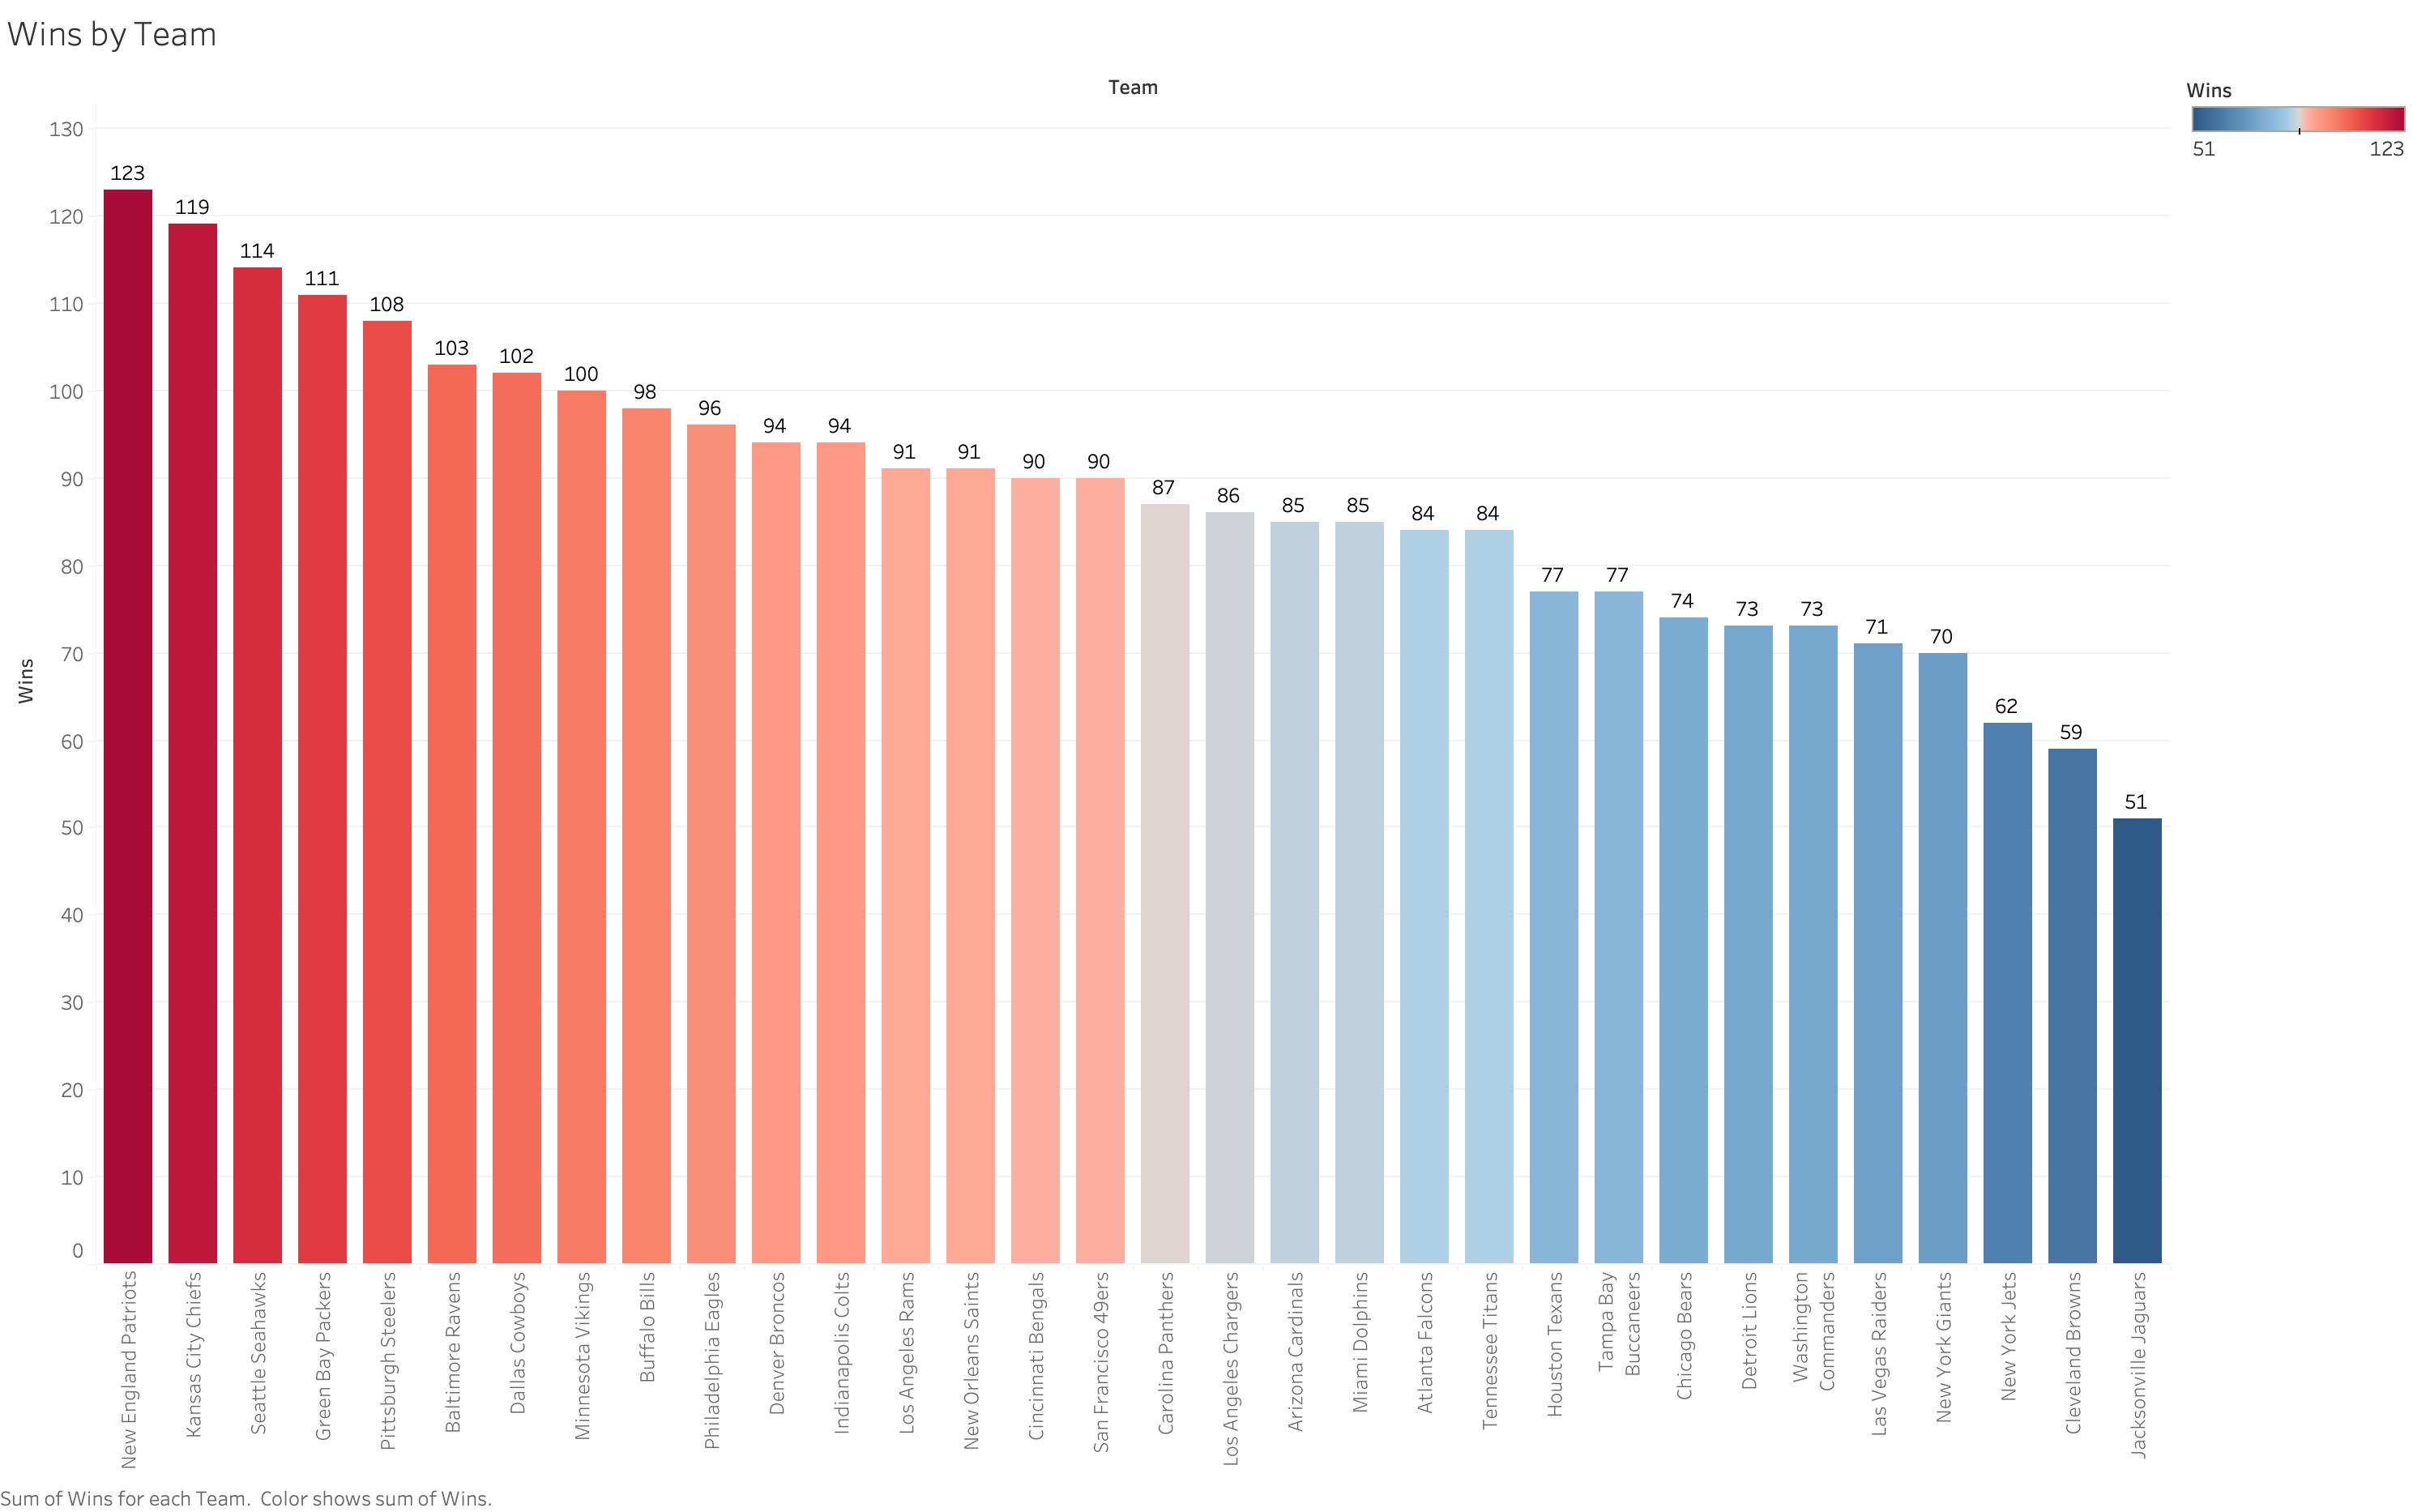 Wins by Team
Team
Wins
51 123
130
120
110
100
90
80
70
60
50
40
30
20
10
0
Wins
123
119
114
111
108
103
102
100
98
96
94
94
91
91
90
90
87
86
85
85
84
84
77
77
74
73
73
71
70
62
59
51
New England Patriots
Kansas City Chiefs
Seattle Seahawks
Green Bay Packers
Pittsburgh Steelers
Baltimore Ravens
Dallas Cowboys
Minnesota Vikings
Buffalo Bills
Philadelphia Eagles
Denver Broncos
Indianapolis Colts
Los Angeles Rams
New Orleans Saints
Cincinnati Bengals
San Francisco 49ers
Carolina Panthers
Los Angeles Chargers
Arizona Cardinals
Miami Dolphins
Atlanta Falcons
Tennessee Titans
Houston Texans
Tampa Bay
Buccaneers
Chicago Bears
Detroit Lions
Washington
Commanders
Las Vegas Raiders
New York Giants
New York Jets
Cleveland Browns
Jacksonville Jaguars
Sum of Wins for each Team.  Color shows sum of Wins.